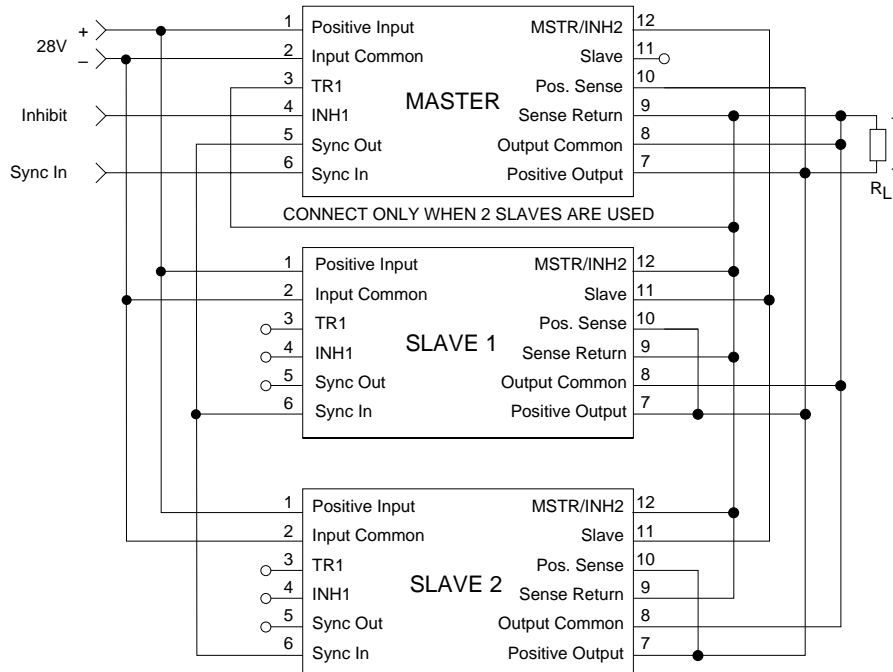 28V
+
–
Inhibit
Sync In
MASTER
1 Positive Input
2 Input Common
3 TR1
4 INH1
5 Sync Out
6 Sync In
MSTR/INH2 12
Slave 11
Pos. Sense 10
Sense Return 9
Output Common 8
Positive Output 7
RL
CONNECT ONLY WHEN 2 SLAVES ARE USED
SLAVE 1
1 Positive Input
2 Input Common
3 TR1
4 INH1
5 Sync Out
6 Sync In
MSTR/INH2 12
Slave 11
Pos. Sense 10
Sense Return 9
Output Common 8
Positive Output 7
SLAVE 2
1 Positive Input
2 Input Common
3 TR1
4 INH1
5 Sync Out
6 Sync In
MSTR/INH2 12
Slave 11
Pos. Sense 10
Sense Return 9
Output Common 8
Positive Output 7